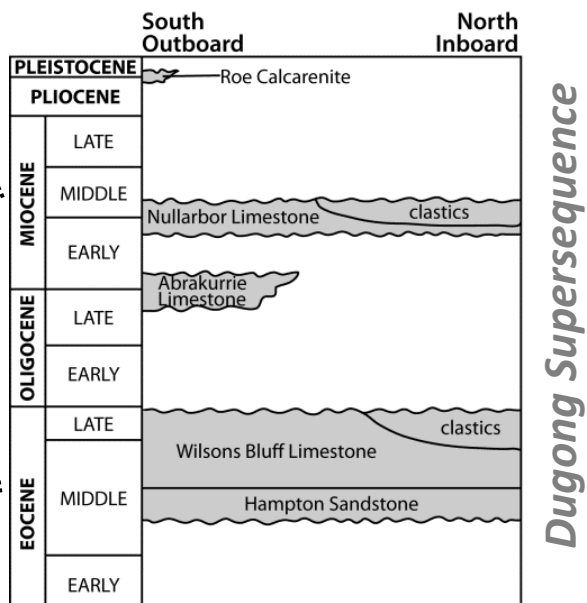 South
Outboard
North
Inboard
PLEISTOCENE
PLIOCENE
Roe Calcarenite
MIOCENE
LATE
MIDDLE
EARLY
Nullarbor Limestone
clastics
Abrakurrie
Limestone
OLIGOCENE
LATE
EARLY
EOCENE
LATE
MIDDLE
EARLY
clastics
Wilsons Bluff Limestone
Hampton Sandstone
Dugong Supersequence